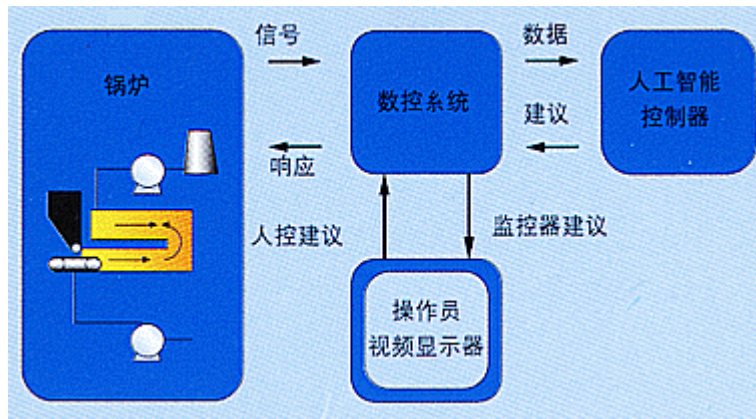 信号
数据
锅炉
数控系统
人工智能
控制器
建议
响应
人控建议
监控器建议
操作员
视频显示器